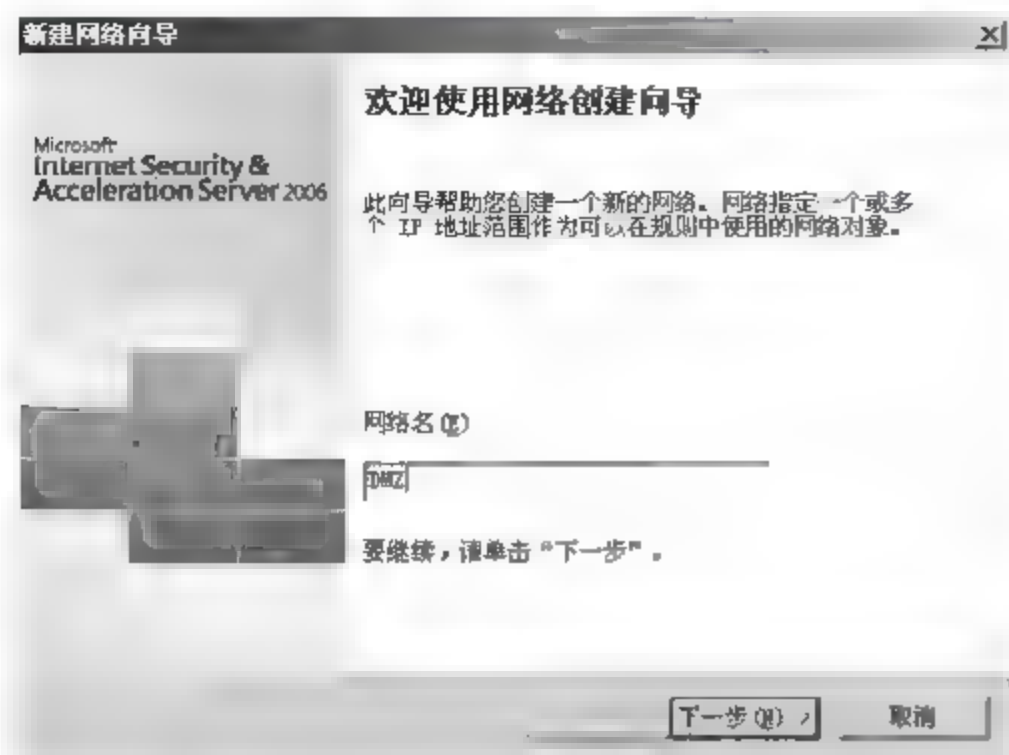 新建网络向导
欢迎使用网络创建向导
Microsoft
Internet Security &
Acceleration Server 2006
此向导帮助您创建一个新的网络。网络指定一个或多
个 IP 地址范围作为可以在规则中使用的网络对象。
网络名(E)
DMZ
要继续，请单击“下一步”。
下一步(N) >
取消